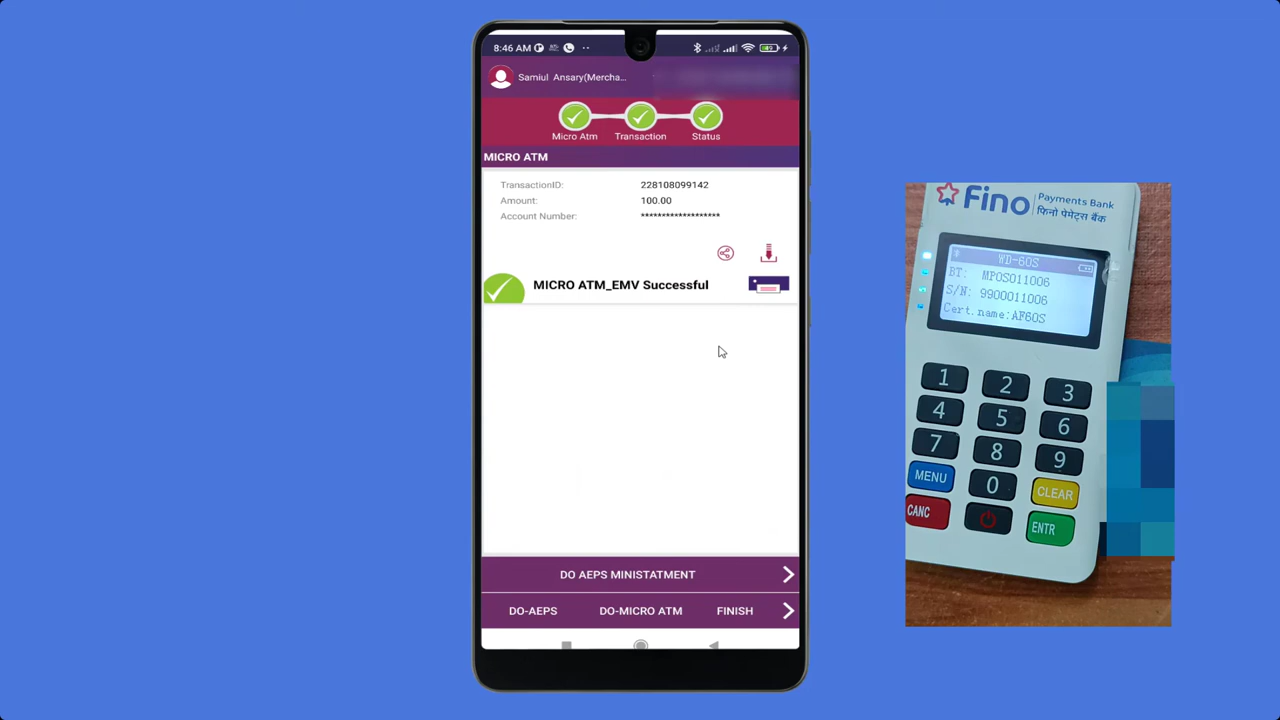 8:46 AM
Samiul Ansary(Mercha...
Micro Atm Transaction Status
MICRO ATM
TransactionID: 228108099142
Amount: 100.00
Account Number: ******************
MICRO ATM_EMV Successful
DO AEPS MINISTATMENT
DO-AEPS DO-MICRO ATM FINISH
Fino Payments Bank
फिनो पेमेंट्स बैंक
WD-60S
BT: MPOS011006
S/N: 9900011006
Cert.name:AF60S
1 2 3
4 5 6
7 8 9
MENU 0 CLEAR
CANC ENTR